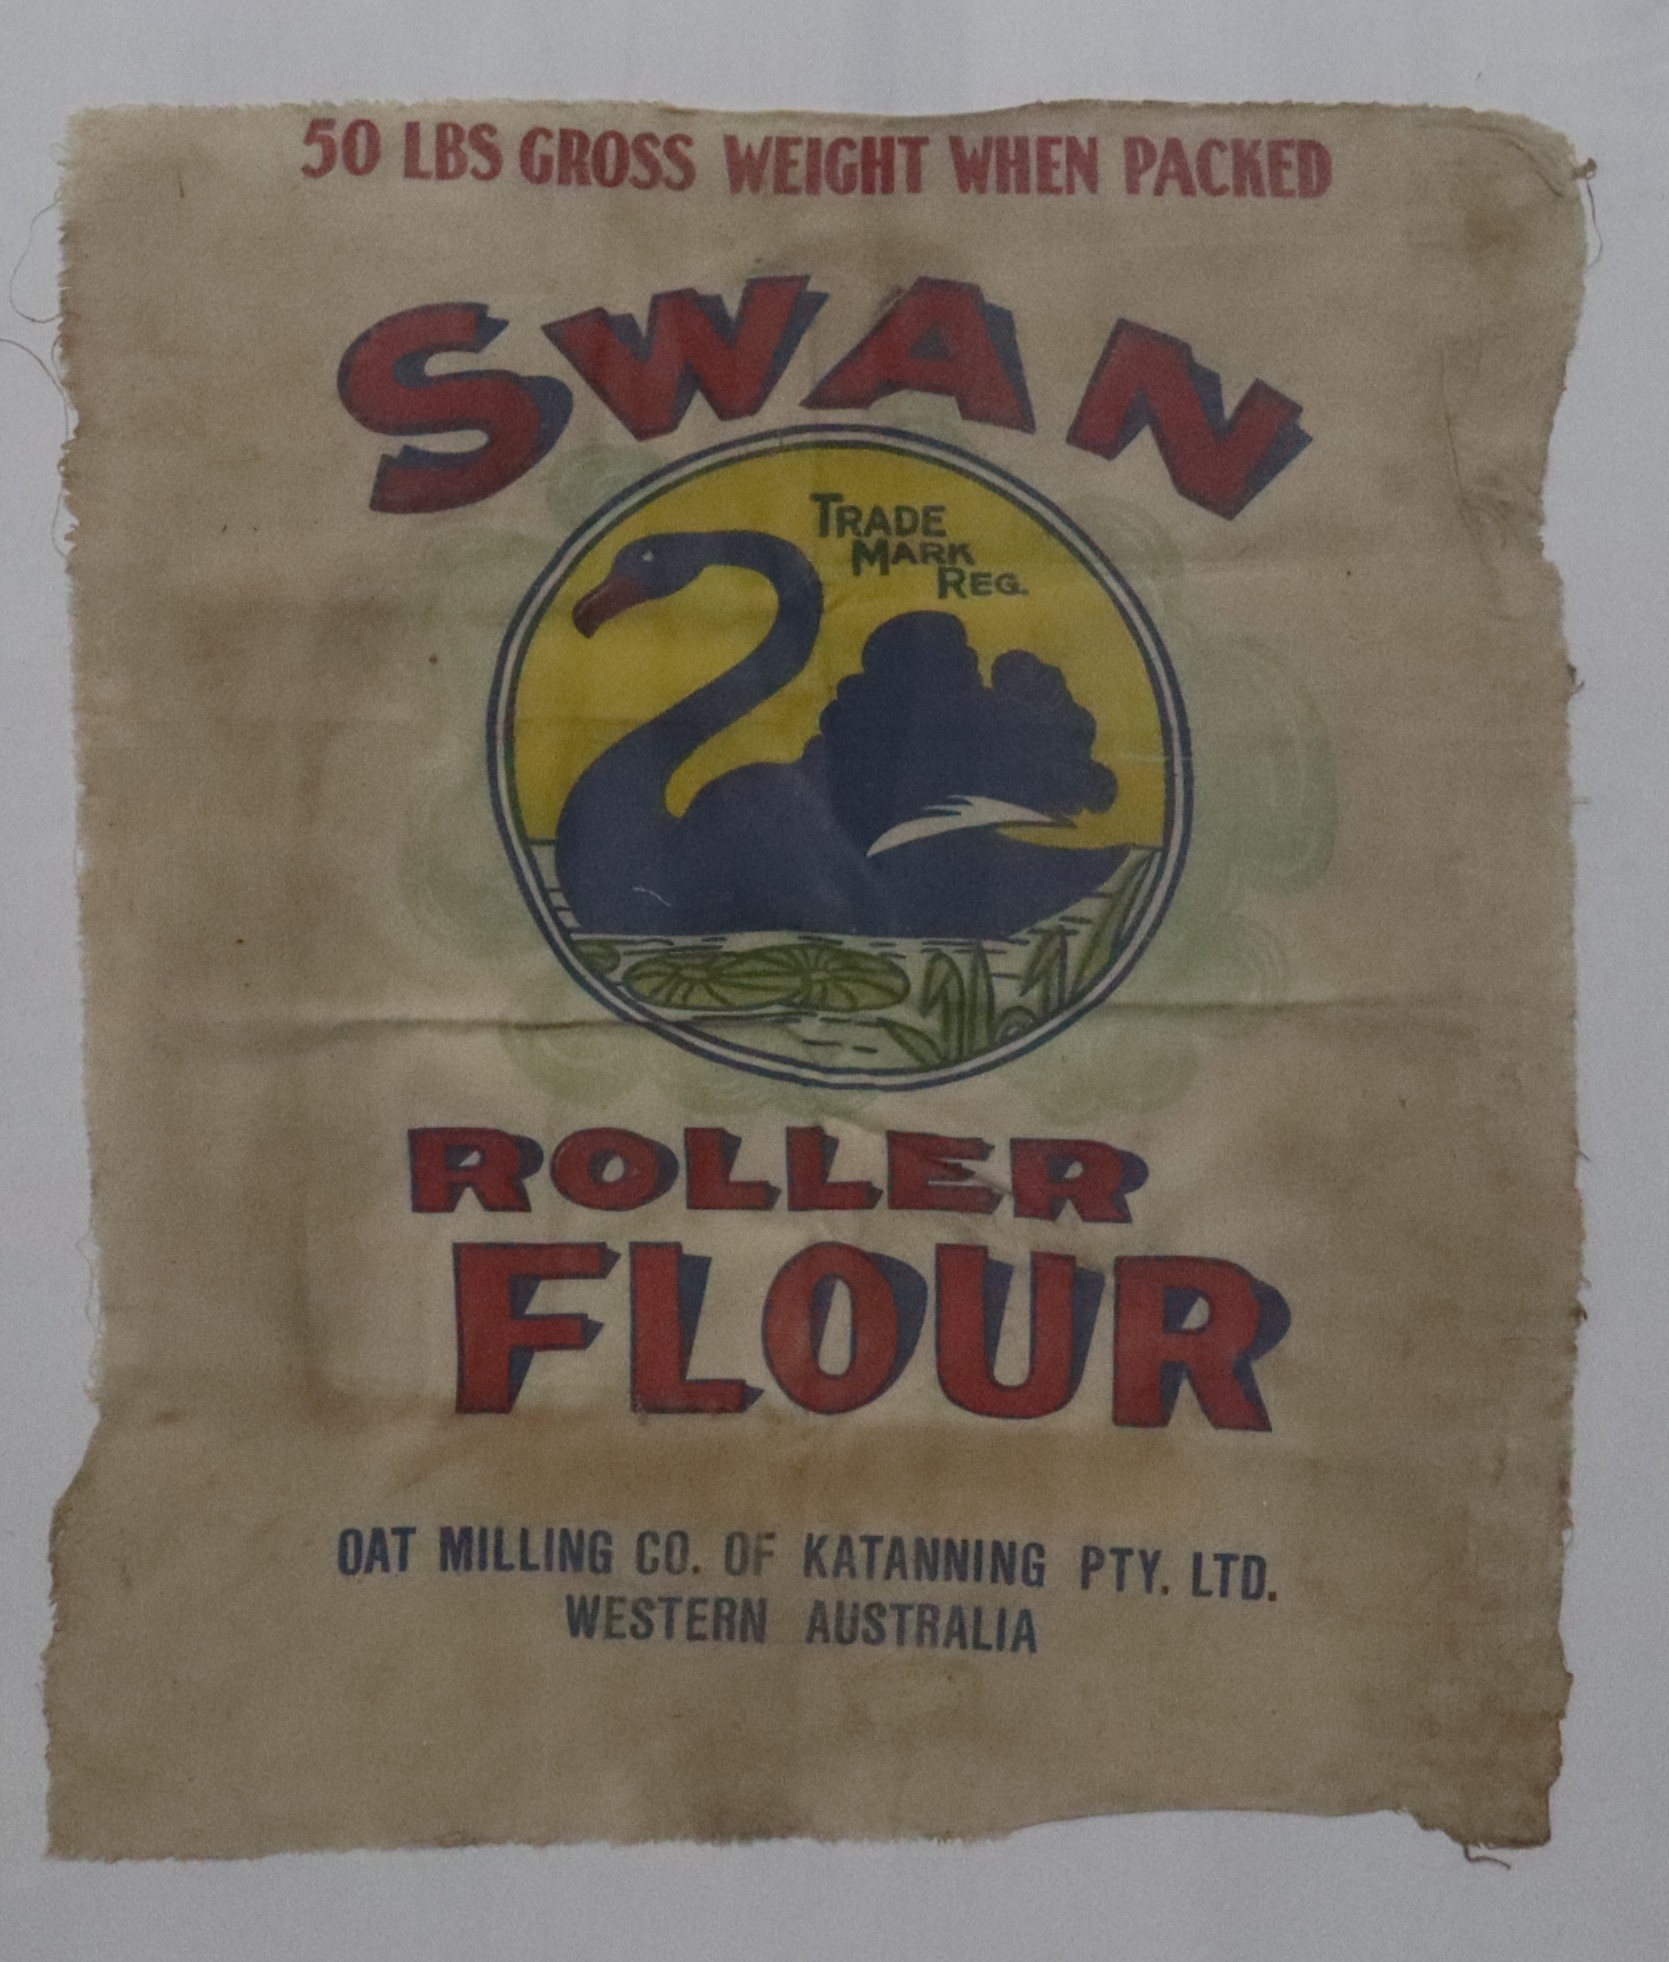 50 LBS GROSS WEIGHT WHEN PACKED
SWAN
TRADE
MARK
REG.
ROLLER
FLOUR
OAT MILLING CO. OF KATANNING PTY. LTD.
WESTERN AUSTRALIA